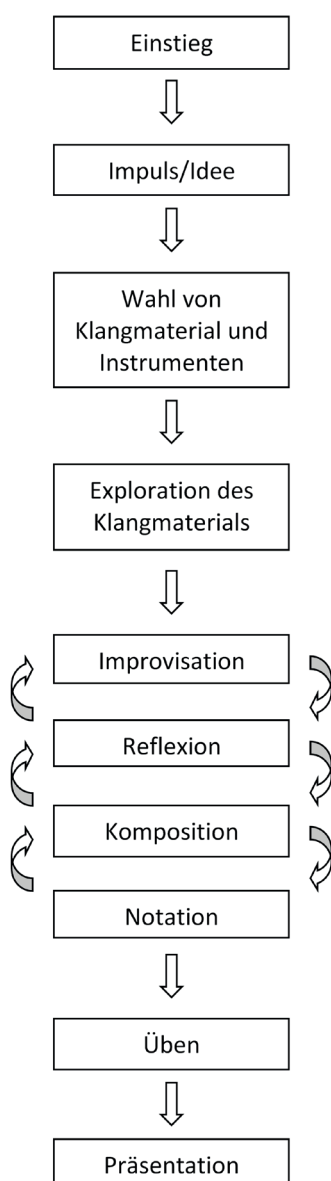 Einstieg
Impuls/Idee
Wahl von
Klangmaterial und
Instrumenten
Exploration des
Klangmaterials
Improvisation
Reflexion
Komposition
Notation
Üben
Präsentation